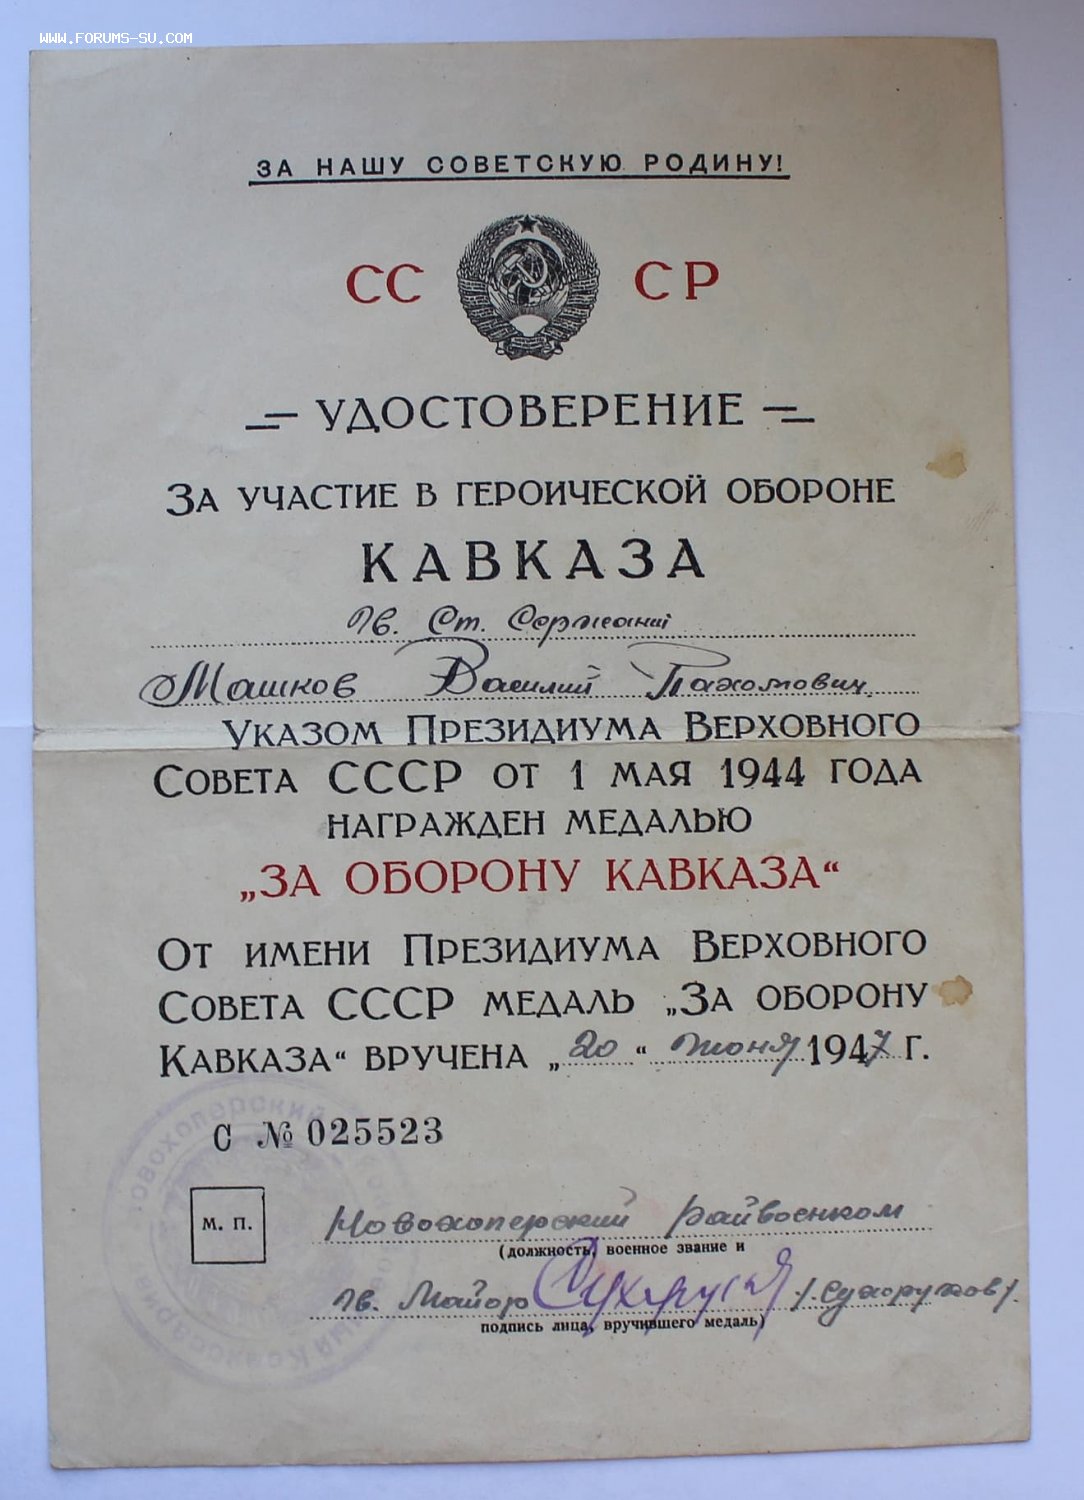 www.forums-su.com
ЗА НАШУ СОВЕТСКУЮ РОДИНУ!
СС СР
УДОСТОВЕРЕНИЕ
ЗА УЧАСТИЕ В ГЕРОИЧЕСКОЙ ОБОРОНЕ
КАВКАЗА
Гв. Ст. Сержант
Машков Василий Пахомович
УКАЗОМ ПРЕЗИДИУМА ВЕРХОВНОГО
СОВЕТА СССР ОТ 1 МАЯ 1944 ГОДА
НАГРАЖДЕН МЕДАЛЬЮ
„ЗА ОБОРОНУ КАВКАЗА“
ОТ ИМЕНИ ПРЕЗИДИУМА ВЕРХОВНОГО
СОВЕТА СССР МЕДАЛЬ „ЗА ОБОРОНУ
КАВКАЗА“ ВРУЧЕНА „20“ июня 1947 Г.
С № 025523
Новохоперский
М. П.
Новохоперский Райвоенком
(должность, военное звание и
Гв. Майор /Сухоруков/.
подпись лица, вручившего медаль)